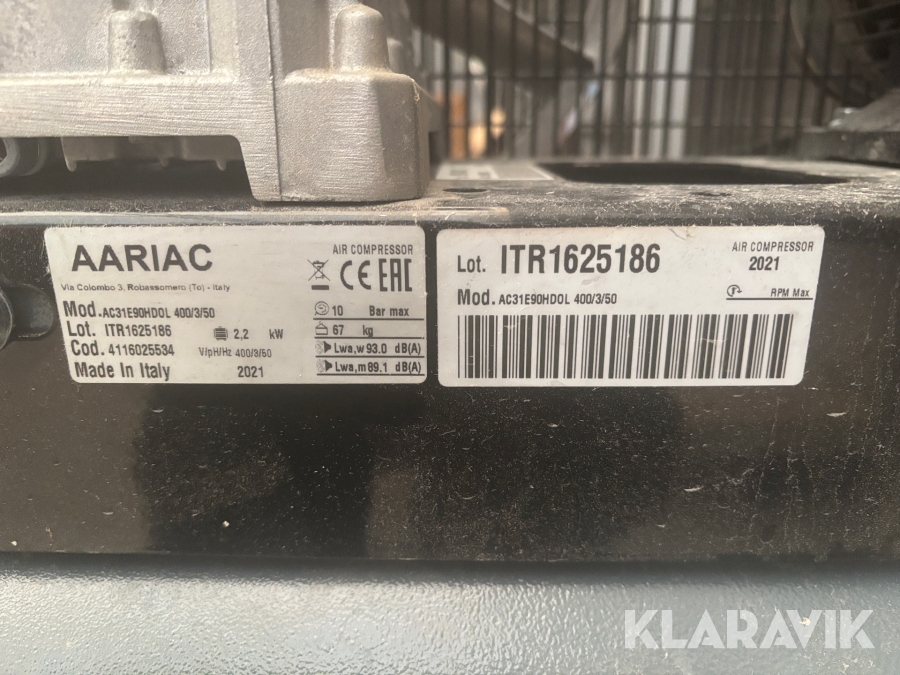 AARIAC
AIR COMPRESSOR
Via Colombo 3, Robassomero (To) - Italy
CE EAC
Mod. AC31E90HDOL 400/3/50
10 Bar max
Lot. ITR1625186
2,2 kW
67 kg
Cod. 4116025534
V/pH/Hz 400/3/50
Lwa,w 93.0 dB(A)
Made In Italy
2021
Lwa,m 89.1 dB(A)
Lot. ITR1625186
AIR COMPRESSOR
2021
Mod. AC31E90HDOL 400/3/50
RPM Max
KLARAVIK